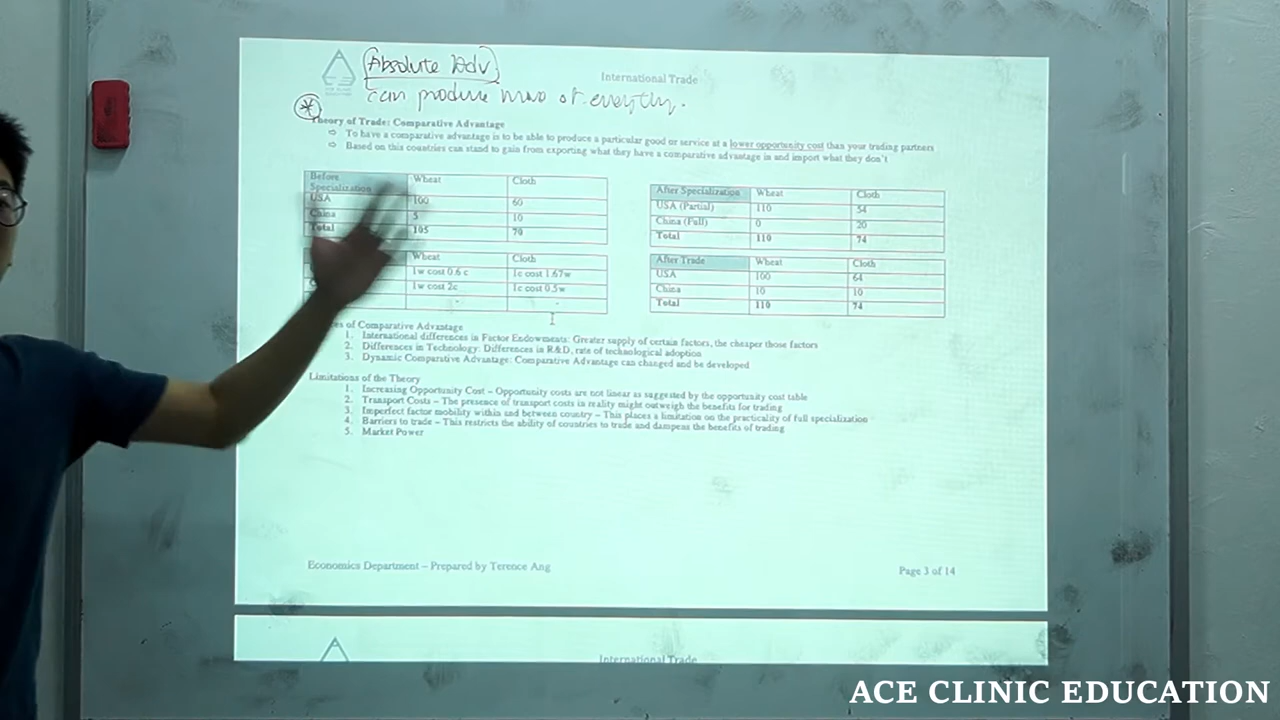 Absolute Adv
International Trade
can produce more of everyth.
Theory of Trade: Comparative Advantage
⇨ To have a comparative advantage is to be able to produce a particular good or service at a lower opportunity cost than your trading partners
⇨ Based on this countries can stand to gain from exporting what they have a comparative advantage in and import what they don't
Before Specialization Wheat Cloth
USA 100 60
China 5 10
Total 105 70
Wheat Cloth
1w cost 0.6 c 1c cost 1.67w
1w cost 2c 1c cost 0.5w
After Specialization Wheat Cloth
USA (Partial) 110 54
China (Full) 0 20
Total 110 74
After Trade Wheat Cloth
USA 100 64
China 10 10
Total 110 74
of Comparative Advantage
1. International differences in Factor Endowments: Greater supply of certain factors, the cheaper those factors
2. Differences in Technology: Differences in R&D, rate of technological adoption
3. Dynamic Comparative Advantage: Comparative Advantage can changed and be developed
Limitations of the Theory
1. Increasing Opportunity Cost – Opportunity costs are not linear as suggested by the opportunity cost table
2. Transport Costs – The presence of transport costs in reality might outweigh the benefits for trading
3. Imperfect factor mobility within and between country – This places a limitation on the practicality of full specialization
4. Barriers to trade – This restricts the ability of countries to trade and dampens the benefits of trading
5. Market Power
Economics Department – Prepared by Terence Ang
Page 3 of 14
International Trade
ACE CLINIC EDUCATION